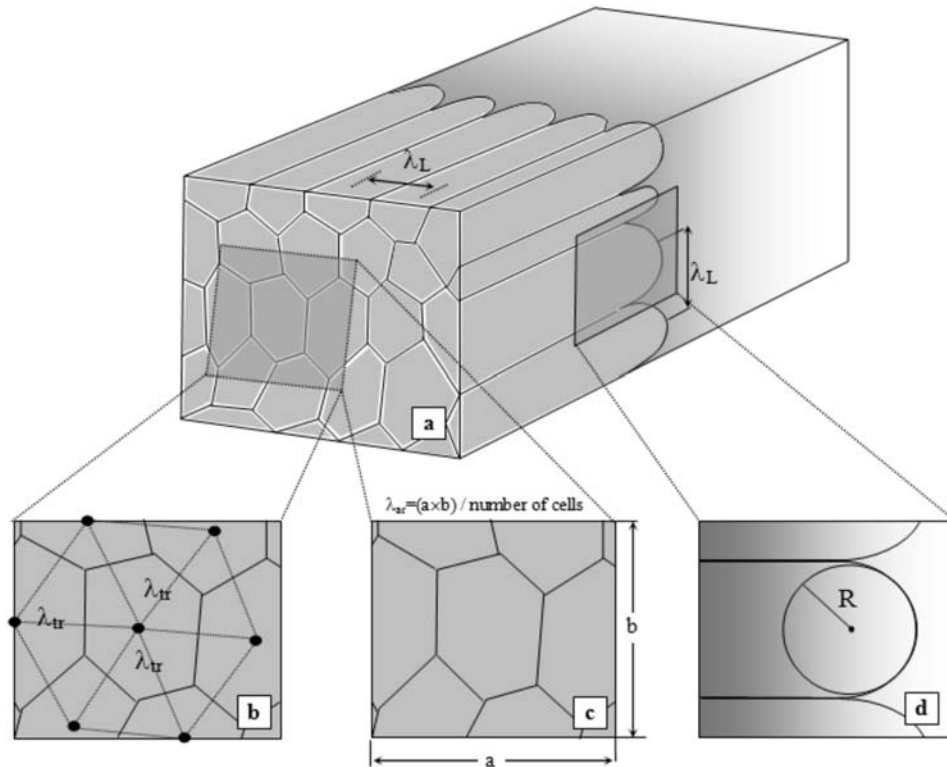 λL
λL
a
λar=(a×b) / number of cells
λtr
λtr
λtr
b
b
c
a
R
d